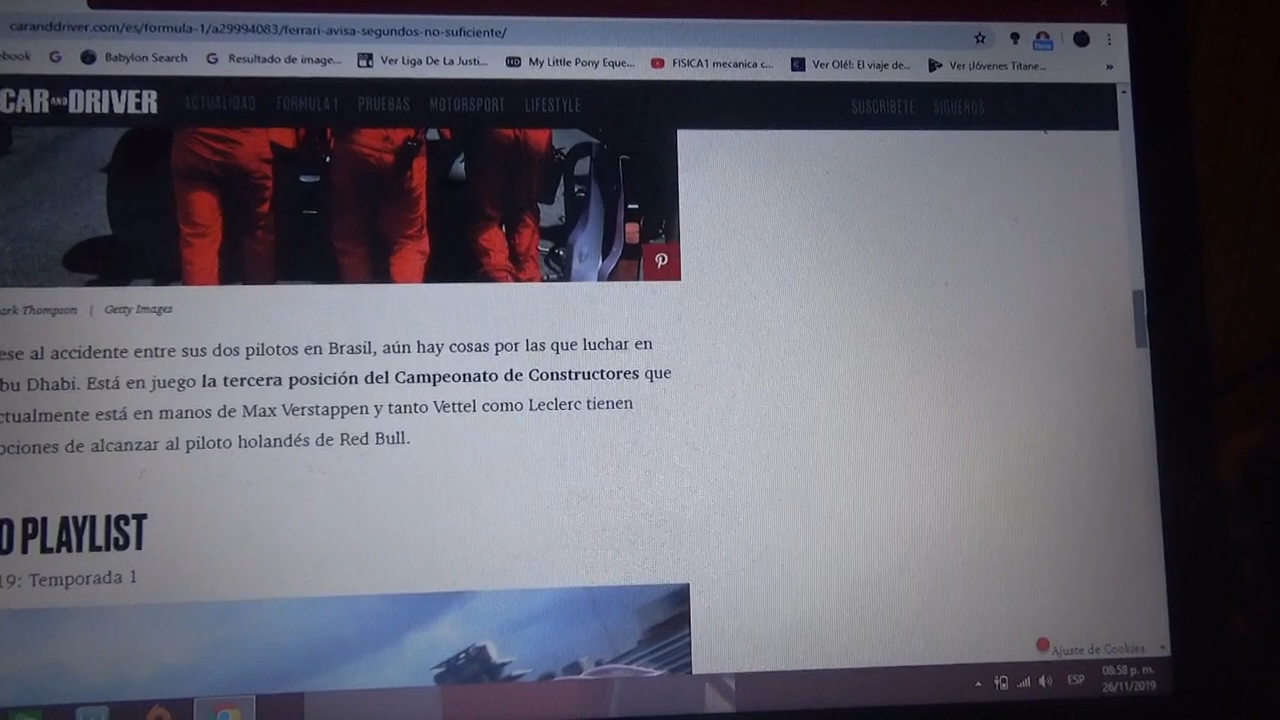 caranddriver.com/es/formula-1/a29994083/ferrari-avisa-segundos-no-suficiente/
ebook Babylon Search Resultado de image... Ver Liga De La Justi... My Little Pony Eque... FISICA1 mecanica c... Ver Olé!: El viaje de... Ver ¡Jóvenes Titane... »
CAR AND DRIVER ACTUALIDAD FÓRMULA 1 PRUEBAS MOTORSPORT LIFESTYLE SUSCRÍBETE SÍGUENOS
ark Thompson | Getty Images
ese al accidente entre sus dos pilotos en Brasil, aún hay cosas por las que luchar en
bu Dhabi. Está en juego la tercera posición del Campeonato de Constructores que
ctualmente está en manos de Max Verstappen y tanto Vettel como Leclerc tienen
pciones de alcanzar al piloto holandés de Red Bull.
O PLAYLIST
19: Temporada 1
Ajuste de Cookies
ESP
08:58 p. m.
26/11/2019